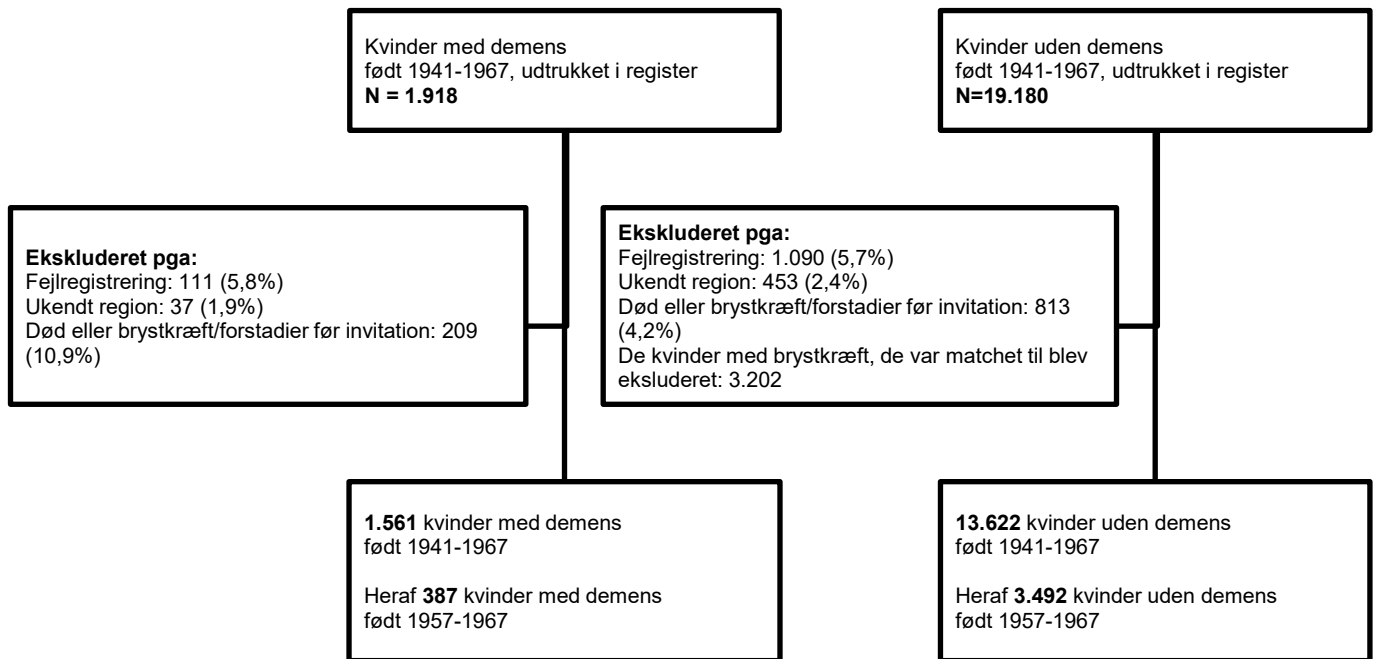 Kvinder med demens
født 1941-1967, udtrukket i register
N = 1.918
Kvinder uden demens
født 1941-1967, udtrukket i register
N=19.180
Ekskluderet pga:
Fejlregistrering: 111 (5,8%)
Ukendt region: 37 (1,9%)
Død eller brystkræft/forstadier før invitation: 209
(10,9%)
Ekskluderet pga:
Fejlregistrering: 1.090 (5,7%)
Ukendt region: 453 (2,4%)
Død eller brystkræft/forstadier før invitation: 813
(4,2%)
De kvinder med brystkræft, de var matchet til blev
eksluderet: 3.202
1.561 kvinder med demens
født 1941-1967
Heraf 387 kvinder med demens
født 1957-1967
13.622 kvinder uden demens
født 1941-1967
Heraf 3.492 kvinder uden demens
født 1957-1967